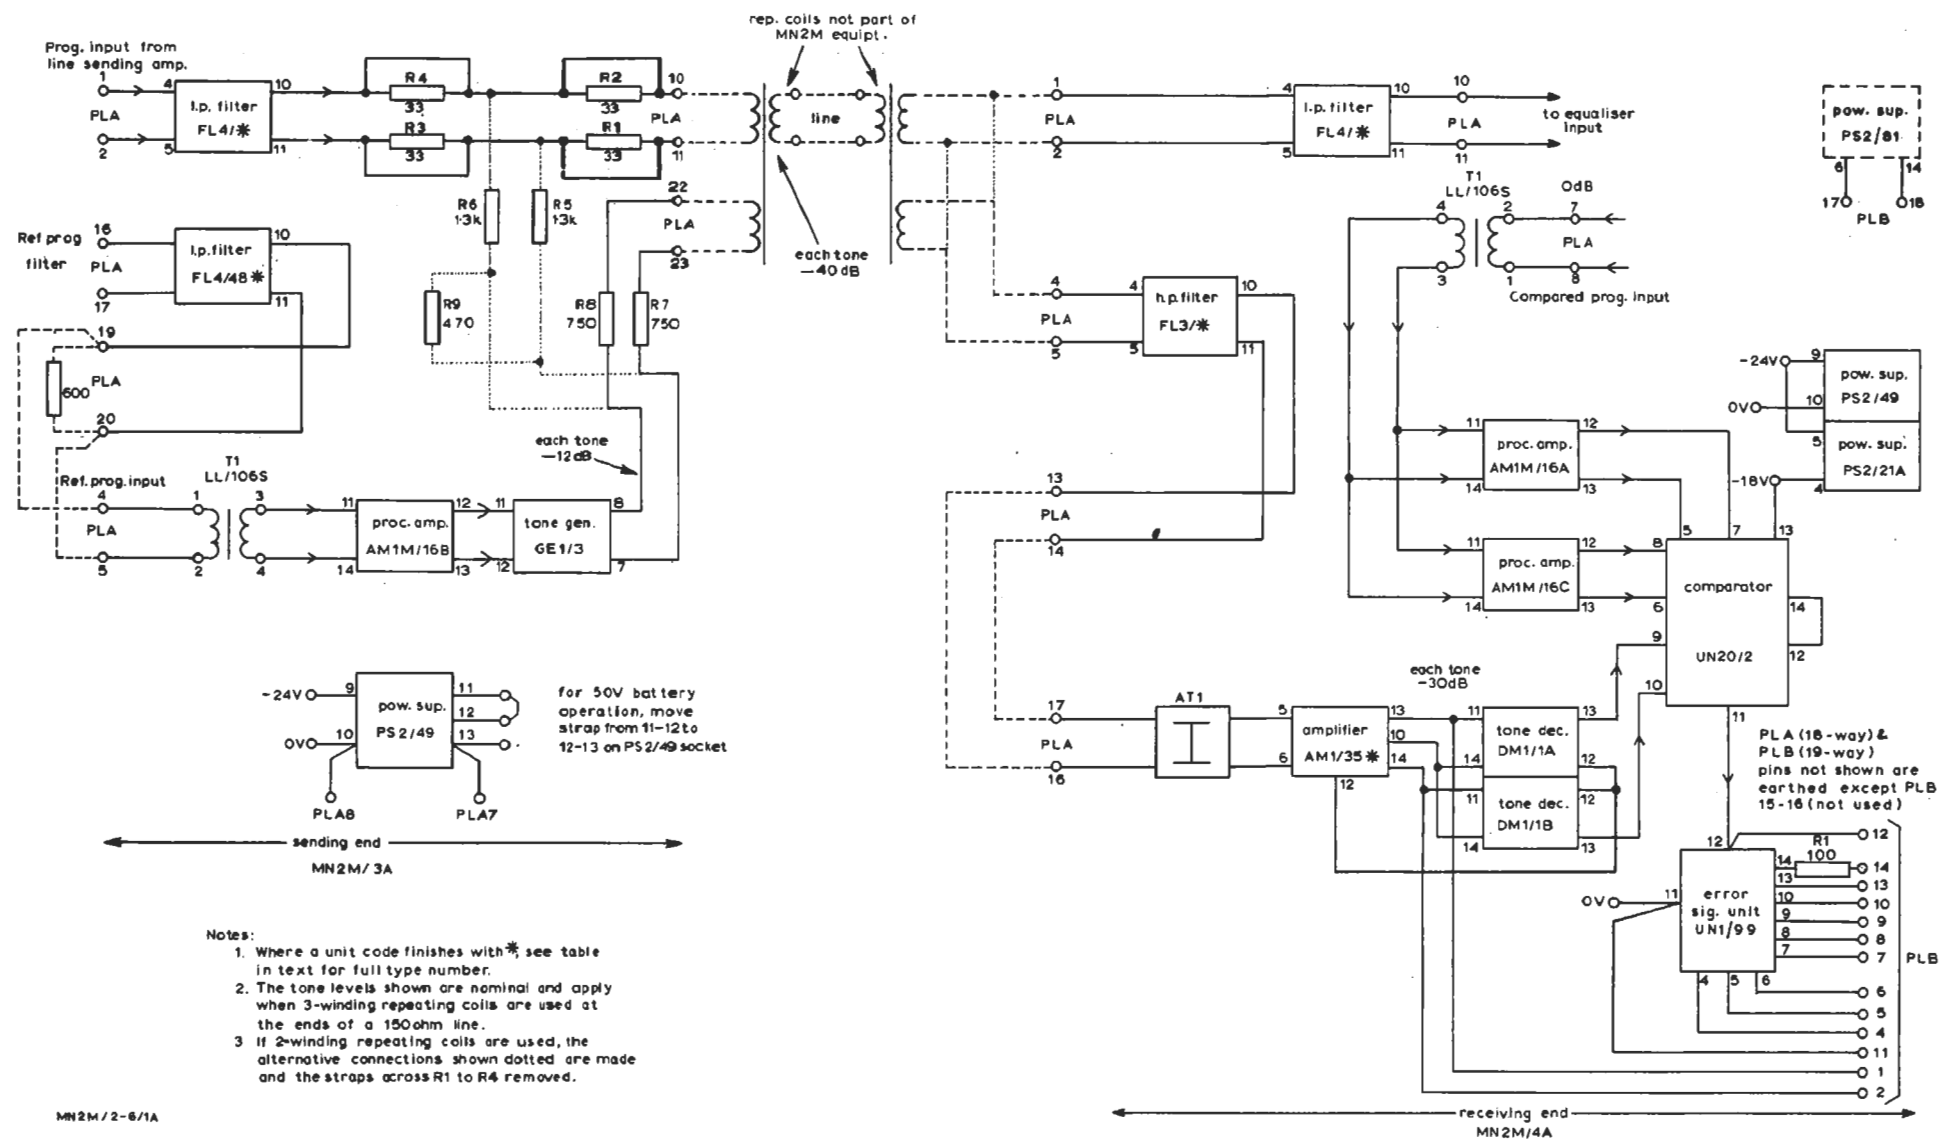 rep. coils not part of
MN2M equipt.
Prog. input from
line sending amp.
1
PLA
2
4
5
l.p. filter
FL4/*
10
11
R4
33
R3
33
R2
33
R1
33
10
PLA
11
line
1
PLA
2
4
5
l.p. filter
FL4/*
10
11
10
PLA
11
to equaliser
input
pow. sup.
PS2/81
6
14
17
18
PLB
Ref prog
filter
16
PLA
17
l.p. filter
FL4/48*
10
11
R6
1·3k
R5
1·3k
22
PLA
23
each tone
-40dB
R9
470
R8
750
R7
750
19
PLA
600
20
T1
LL/106S
4
3
2
1
0dB
7
PLA
8
Compared prog. input
4
PLA
5
4
5
h.p. filter
FL3/*
10
11
-24V
9
pow. sup.
PS2/49
0V
10
5
pow. sup.
PS2/21A
-18V
4
each tone
-12dB
Ref. prog. input
4
PLA
5
T1
LL/106S
1
2
3
4
11
14
proc. amp.
AM1M/16B
12
13
11
12
tone gen.
GE1/3
8
7
13
PLA
14
11
14
proc. amp.
AM1M/16A
12
13
11
14
proc. amp.
AM1M/16C
12
13
5
7
13
8
6
9
10
comparator
UN20/2
14
12
11
-24V
0V
9
10
pow. sup.
PS2/49
11
12
13
PLA8
PLA7
for 50V battery
operation, move
strap from 11-12 to
12-13 on PS2/49 socket
sending end
MN2M/3A
17
PLA
16
AT1
5
6
amplifier
AM1/35*
13
10
14
12
each tone
-30dB
11
14
tone dec.
DM1/1A
13
12
11
14
tone dec.
DM1/1B
12
13
PLA (18-way) &
PLB (19-way)
pins not shown are
earthed except PLB
15-16 (not used)
12
0V
11
error
sig. unit
UN1/99
14
13
10
9
8
7
4
5
6
R1
100
12
14
13
10
9
8
7
6
5
4
11
1
2
PLB
receiving end
MN2M/4A
Notes:
1. Where a unit code finishes with *, see table
in text for full type number.
2. The tone levels shown are nominal and apply
when 3-winding repeating coils are used at
the ends of a 150ohm line.
3 If 2-winding repeating coils are used, the
alternative connections shown dotted are made
and the straps across R1 to R4 removed.
MN2M/2-6/1A